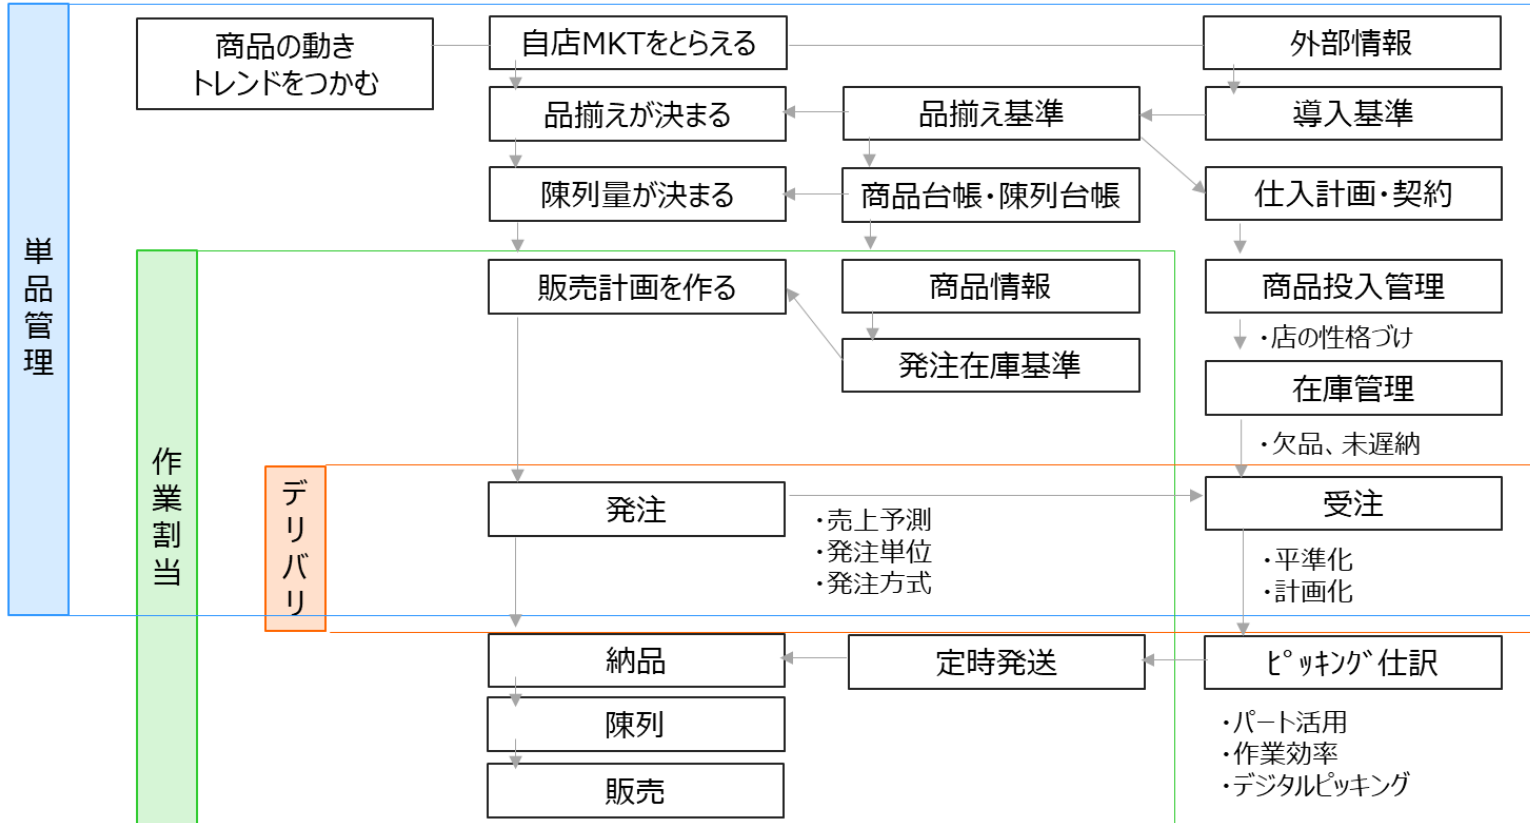 商品の動き
トレンドをつかむ
自店MKTをとらえる
外部情報
品揃えが決まる
品揃え基準
導入基準
陳列量が決まる
商品台帳・陳列台帳
仕入計画・契約
単品管理
販売計画を作る
商品情報
商品投入管理
・店の性格づけ
発注在庫基準
在庫管理
・欠品、未遅納
作業割当
デリバリ
発注
・売上予測
・発注単位
・発注方式
受注
・平準化
・計画化
納品
定時発送
ﾋﾟッキング仕訳
陳列
販売
・パート活用
・作業効率
・デジタルピッキング